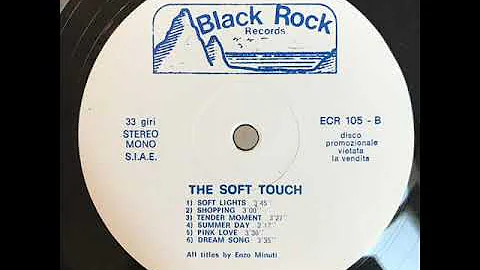 Black Rock
Records
33 giri
STEREO
MONO
S.I.A.E.
ECR 105 - B
disco
promozionale
vietata
la vendita
THE SOFT TOUCH
1) SOFT LIGHTS 3'45"
2) SHOPPING 3'00"
3) TENDER MOMENT 3'27"
4) SUMMER DAY 2'17"
5) PINK LOVE 3'30"
6) DREAM SONG 3'35"
All titles by Enzo Minuti